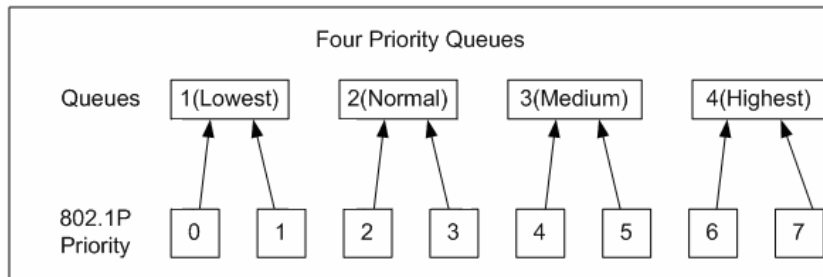 Four Priority Queues
Queues 1(Lowest) 2(Normal) 3(Medium) 4(Highest)
802.1P
Priority
0 1 2 3 4 5 6 7